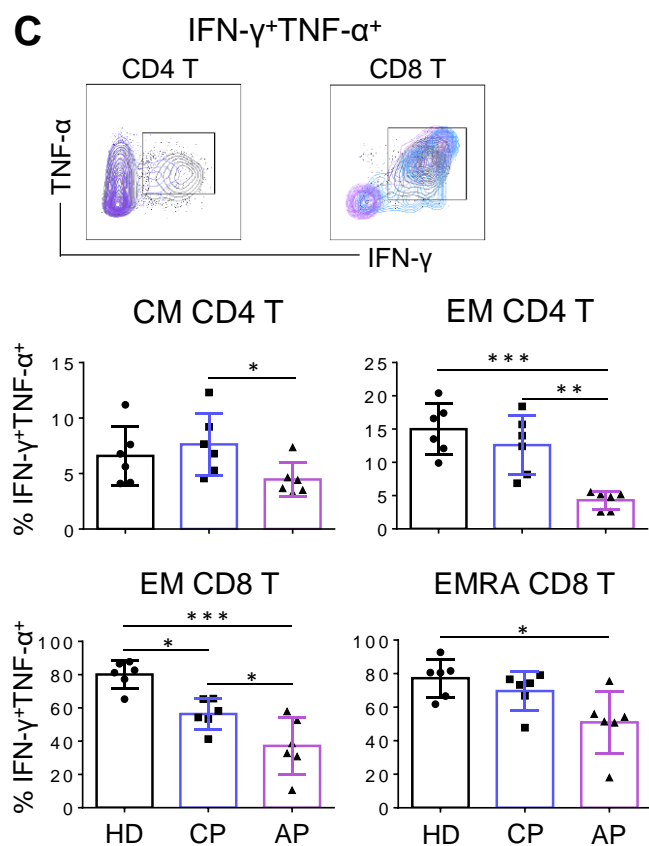 C
IFN-γ⁺TNF-α⁺
CD4 T CD8 T
TNF-α
IFN-γ
CM CD4 T EM CD4 T
% IFN-γ⁺TNF-α⁺
15
10
5
0
*
25
20
15
10
5
0
***
**
EM CD8 T EMRA CD8 T
% IFN-γ⁺TNF-α⁺
100
80
60
40
20
0
***
* *
100
80
60
40
20
0
*
HD CP AP HD CP AP